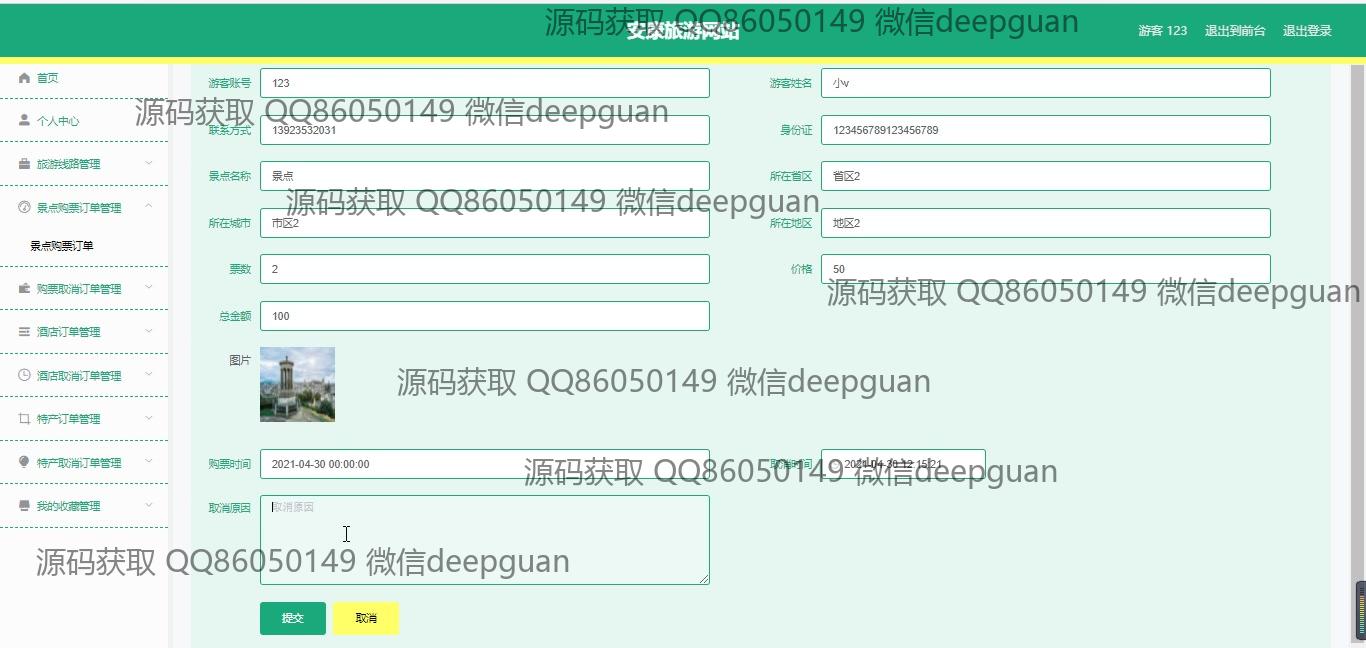 安徽旅游网站
源码获取 QQ86050149 微信deepguan
游客 123 退出到前台 退出登录
首页
个人中心
旅游线路管理
景点购票订单管理
景点购票订单
购票取消订单管理
酒店订单管理
酒店取消订单管理
特产订单管理
特产取消订单管理
我的收藏管理
游客账号 123 游客姓名 小v
源码获取 QQ86050149 微信deepguan
联系方式 13923532031 身份证 123456789123456789
景点名称 景点 所在省区 省区2
源码获取 QQ86050149 微信deepguan
所在城市 市区2 所在地区 地区2
票数 2 价格 50
源码获取 QQ86050149 微信deepguan
总金额 100
图片
源码获取 QQ86050149 微信deepguan
购票时间 2021-04-30 00:00:00 取消时间 2021-04-30 12:15:21
源码获取 QQ86050149 微信deepguan
取消原因 取消原因
源码获取 QQ86050149 微信deepguan
提交 取消